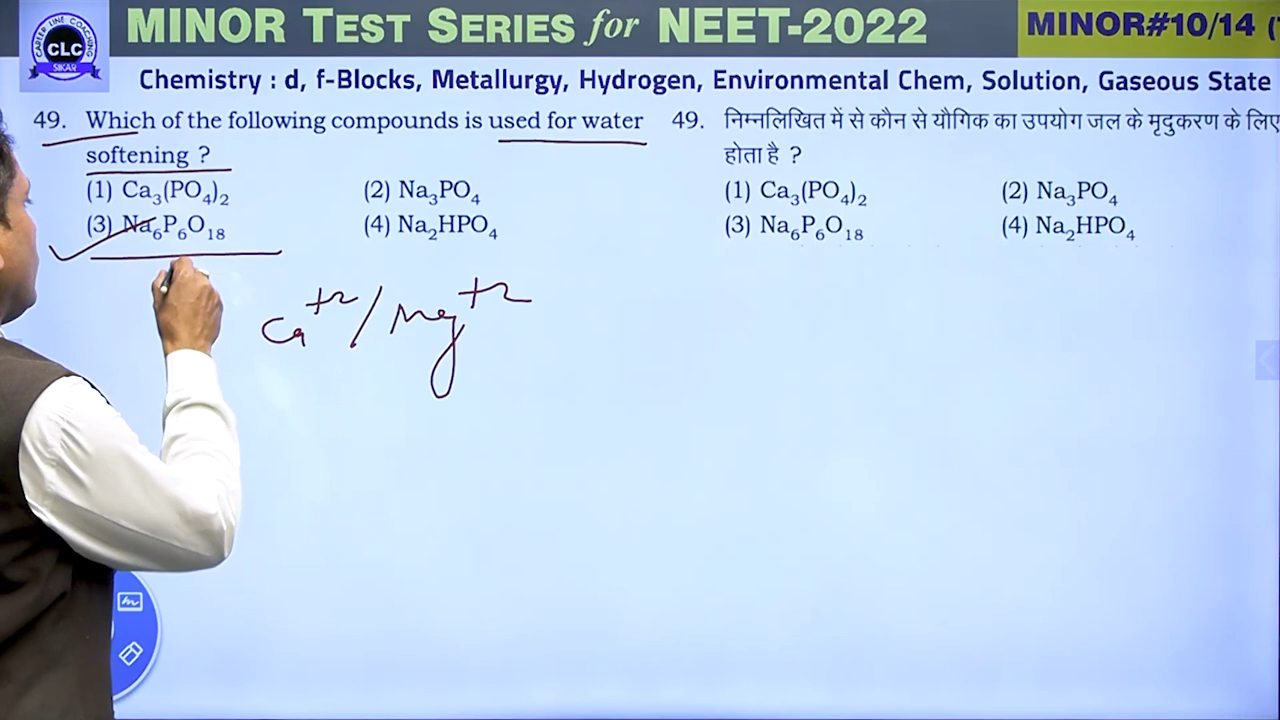 CAREER LINE COACHING
CLC
SIKAR
MINOR TEST SERIES for NEET-2022
MINOR#10/14 (
Chemistry : d, f-Blocks, Metallurgy, Hydrogen, Environmental Chem, Solution, Gaseous State
49. Which of the following compounds is used for water
softening ?
(1) Ca₃(PO₄)₂ (2) Na₃PO₄
(3) Na₆P₆O₁₈ (4) Na₂HPO₄
Ca⁺² / Mg⁺²
49. निम्नलिखित में से कौन से यौगिक का उपयोग जल के मृदुकरण के लिए
होता है ?
(1) Ca₃(PO₄)₂ (2) Na₃PO₄
(3) Na₆P₆O₁₈ (4) Na₂HPO₄